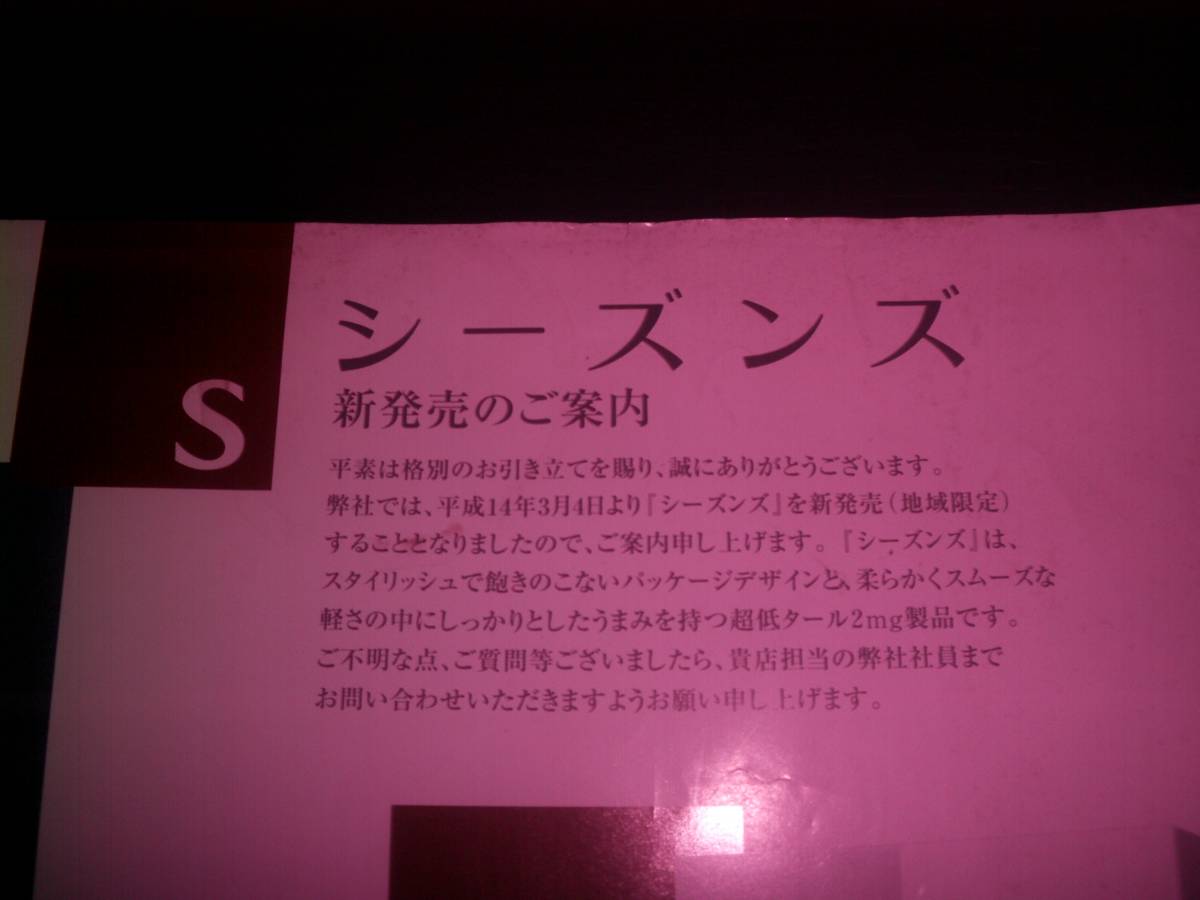 S
シーズンズ
新発売のご案内
平素は格別のお引き立てを賜り、誠にありがとうございます。
弊社では、平成14年3月4日より『シーズンズ』を新発売（地域限定）
することとなりましたので、ご案内申し上げます。『シーズンズ』は、
スタイリッシュで飽きのこないパッケージデザインと、柔らかくスムーズな
軽さの中にしっかりとしたうまみを持つ超低タール2mg製品です。
ご不明な点、ご質問等ございましたら、貴店担当の弊社社員まで
お問い合わせいただきますようお願い申し上げます。